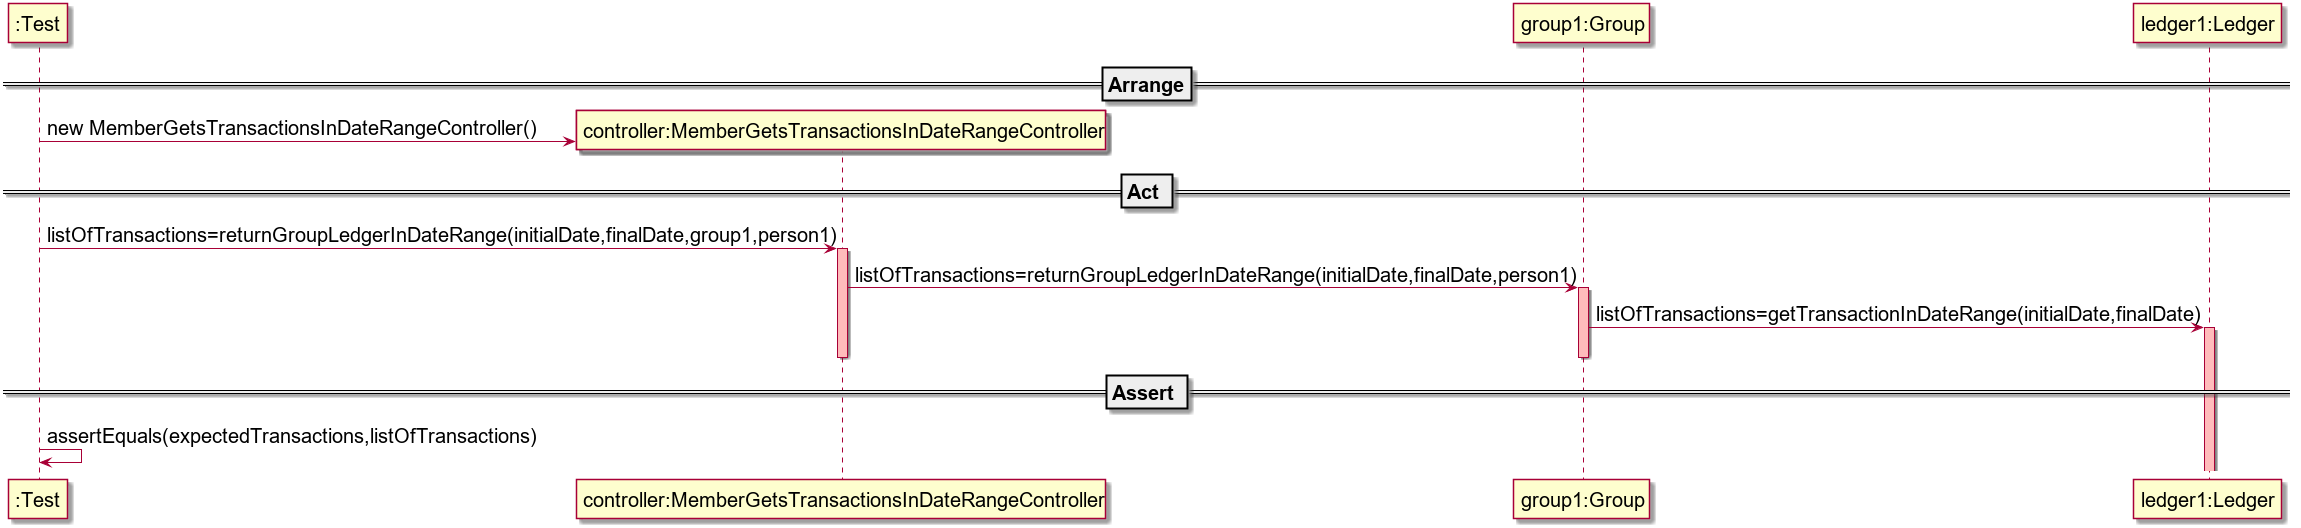 :Test
group1:Group
ledger1:Ledger
Arrange
new MemberGetsTransactionsInDateRangeController()
controller:MemberGetsTransactionsInDateRangeController
Act
listOfTransactions=returnGroupLedgerInDateRange(initialDate,finalDate,group1,person1)
listOfTransactions=returnGroupLedgerInDateRange(initialDate,finalDate,person1)
listOfTransactions=getTransactionInDateRange(initialDate,finalDate)
Assert
assertEquals(expectedTransactions,listOfTransactions)
:Test
controller:MemberGetsTransactionsInDateRangeController
group1:Group
ledger1:Ledger